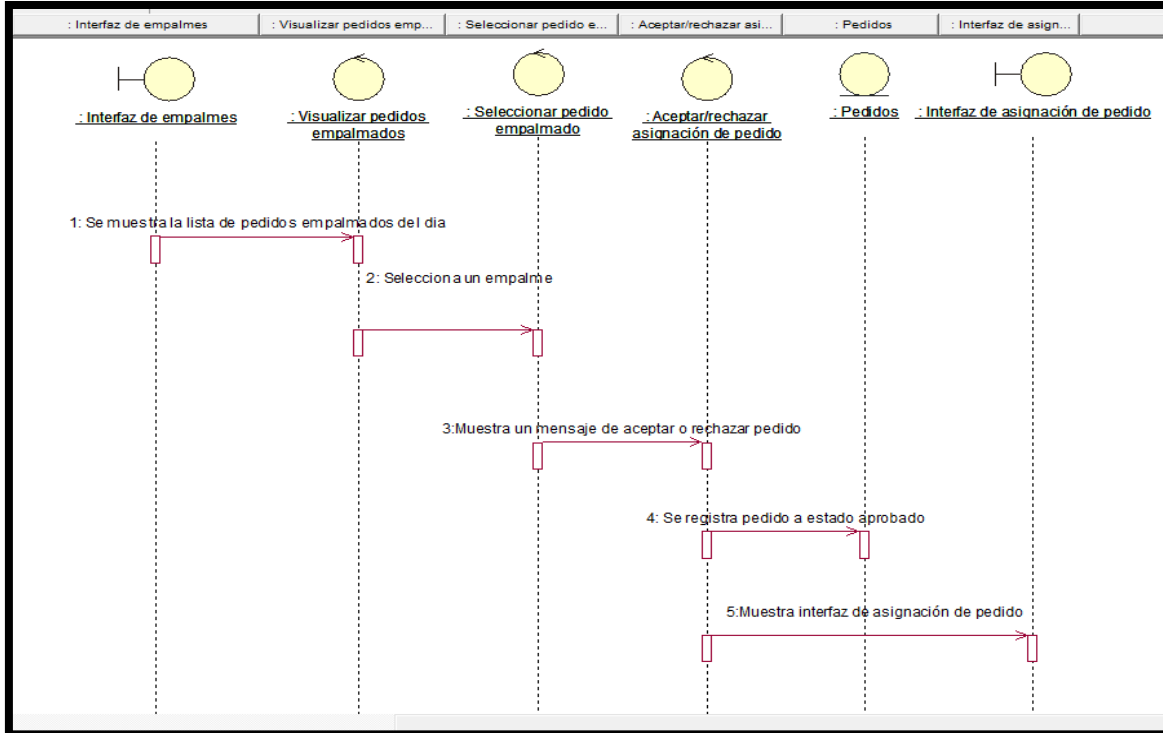 : Interfaz de empalmes
: Visualizar pedidos emp...
: Seleccionar pedido e...
: Aceptar/rechazar asi...
: Pedidos
: Interfaz de asign...
: Interfaz de empalmes
: Visualizar pedidos
empalmados
: Seleccionar pedido
empalmado
: Aceptar/rechazar
asignación de pedido
: Pedidos
: Interfaz de asignación de pedido
1: Se muestra la lista de pedidos empalmados del dia
2: Selecciona un empalme
3:Muestra un mensaje de aceptar o rechazar pedido
4: Se registra pedido a estado aprobado
5:Muestra interfaz de asignación de pedido